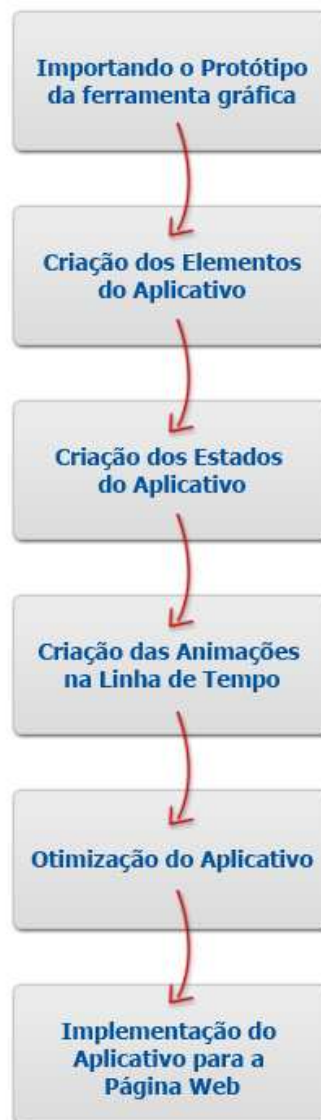 Importando o Protótipo
da ferramenta gráfica
Criação dos Elementos
do Aplicativo
Criação dos Estados
do Aplicativo
Criação das Animações
na Linha de Tempo
Otimização do Aplicativo
Implementação do
Aplicativo para a
Página Web